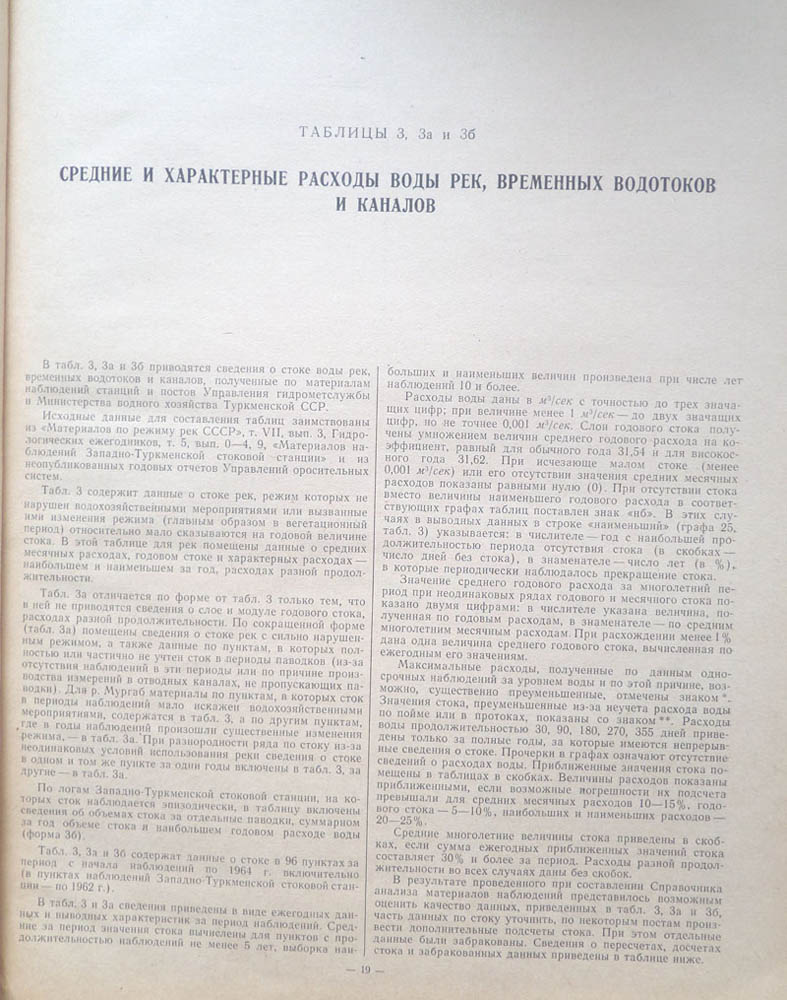 ТАБЛИЦЫ 3, 3а и 3б
СРЕДНИЕ И ХАРАКТЕРНЫЕ РАСХОДЫ ВОДЫ РЕК, ВРЕМЕННЫХ ВОДОТОКОВ
И КАНАЛОВ
В табл. 3, 3а и 3б приводятся сведения о стоке воды рек,
временных водотоков и каналов, полученные по материалам
наблюдений станций и постов Управления гидрометслужбы
и Министерства водного хозяйства Туркменской ССР.
Исходные данные для составления таблиц заимствованы
из «Материалов по режиму рек СССР», т. VII, вып. 3, Гидро-
логических ежегодников, т. 5, вып. 0—4, 9, «Материалов на-
блюдений Западно-Туркменской стоковой станции» и из
неопубликованных годовых отчетов Управлений оросительных
систем.
Табл. 3 содержит данные о стоке рек, режим которых не
нарушен водохозяйственными мероприятиями или вызванные
ими изменения режима (главным образом в вегетационный
период) относительно мало сказываются на годовой величине
стока. В этой таблице для рек помещены данные о средних
месячных расходах, годовом стоке и характерных расходах —
наибольшем и наименьшем за год, расходах разной продол-
жительности.
Табл. 3а отличается по форме от табл. 3 только тем, что
в ней не приводятся сведения о слое и модуле годового стока,
расходах разной продолжительности. По сокращенной форме
(табл. 3а) помещены сведения о стоке рек с сильно нарушен-
ным режимом, а также данные по пунктам, в которых пол-
ностью или частично не учтен сток в периоды паводков (из-за
отсутствия наблюдений в эти периоды или по причине произ-
водства измерений в отводных каналах, не пропускающих па-
водки). Для р. Мургаб материалы по пунктам, в которых сток
в периоды наблюдений мало искажен водохозяйственными
мероприятиями, содержатся в табл. 3, а по другим пунктам,
где в годы наблюдений произошли существенные изменения
режима, — в табл. 3а. При разнородности ряда по стоку из-за
неодинаковых условий использования реки сведения о стоке
в одном и том же пункте за одни годы включены в табл. 3, за
другие — в табл. 3а.
По логам Западно-Туркменской стоковой станции, на ко-
торых сток наблюдается эпизодически, в таблицу включены
сведения об объемах стока за отдельные паводки, суммарном
за год объеме стока и наибольшем годовом расходе воды
(форма 3б).
Табл. 3, 3а и 3б содержат данные о стоке в 96 пунктах за
период с начала наблюдений по 1964 г. включительно
(в пунктах наблюдений Западно-Туркменской стоковой стан-
ции — по 1962 г.).
В табл. 3 и 3а сведения приведены в виде ежегодных дан-
ных и выводных характеристик за период наблюдений. Сред-
ние за период значения стока вычислены для пунктов с про-
должительностью наблюдений не менее 5 лет, выборка наи-
больших и наименьших величин произведена при числе лет
наблюдений 10 и более.
Расходы воды даны в м³/сек с точностью до трех знача-
щих цифр; при величине менее 1 м³/сек — до двух значащих
цифр, но не точнее 0,001 м³/сек. Слои годового стока полу-
чены умножением величин среднего годового расхода на ко-
эффициент, равный для обычного года 31,54 и для високос-
ного года 31,62. При исчезающе малом стоке (менее
0,001 м³/сек) или его отсутствии значения средних месячных
расходов показаны равными нулю (0). При отсутствии стока
вместо величины наименьшего годового расхода в соответ-
ствующих графах таблиц поставлен знак «нб». В этих слу-
чаях в выводных данных в строке «наименьший» (графа 25,
табл. 3) указывается: в числителе — год с наибольшей про-
должительностью периода отсутствия стока (в скобках —
число дней без стока), в знаменателе — число лет (в %),
в которые периодически наблюдалось прекращение стока.
Значение среднего годового расхода за многолетний пе-
риод при неодинаковых рядах годового и месячного стока по-
казано двумя цифрами: в числителе указана величина, по-
лученная по годовым расходам, в знаменателе — по средним
многолетним месячным расходам. При расхождении менее 1%
дана одна величина среднего годового стока, вычисленная по
ежегодным его значениям.
Максимальные расходы, полученные по данным одно-
срочных наблюдений за уровнем воды и по этой причине, воз-
можно, существенно преуменьшенные, отмечены знаком *.
Значения стока, преуменьшенные из-за неучета расхода воды
по пойме или в протоках, показаны со знаком **. Расходы
воды продолжительностью 30, 90, 180, 270, 355 дней приве-
дены только за полные годы, за которые имеются непрерыв-
ные сведения о стоке. Прочерки в графах означают отсутствие
сведений о расходах воды. Приближенные значения стока по-
мещены в таблицах в скобках. Величины расходов показаны
приближенными, если возможные погрешности их подсчета
превышали для средних месячных расходов 10—15%, годо-
вого стока — 5—10%, наибольших и наименьших расходов —
20—25%.
Средние многолетние величины стока приведены в скоб-
ках, если сумма ежегодных приближенных значений стока
составляет 30% и более за период. Расходы разной продол-
жительности во всех случаях даны без скобок.
В результате проведенного при составлении Справочника
анализа материалов наблюдений представилось возможным
оценить качество данных, приведенных в табл. 3, 3а и 3б,
часть данных по стоку уточнить, по некоторым постам произ-
вести дополнительные подсчеты стока. При этом отдельные
данные были забракованы. Сведения о пересчетах, досчетах
стока и забракованных данных приведены в таблице ниже.
— 19 —